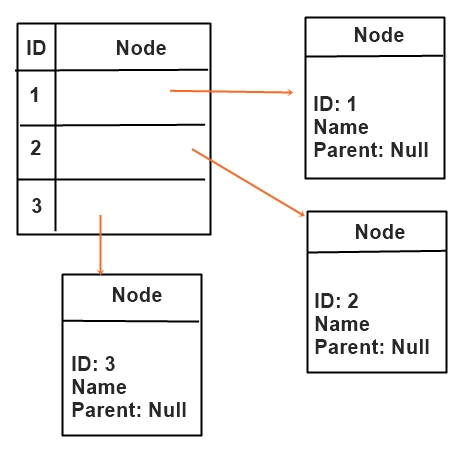 ID Node
1
2
3
Node
ID: 1
Name
Parent: Null
Node
ID: 2
Name
Parent: Null
Node
ID: 3
Name
Parent: Null